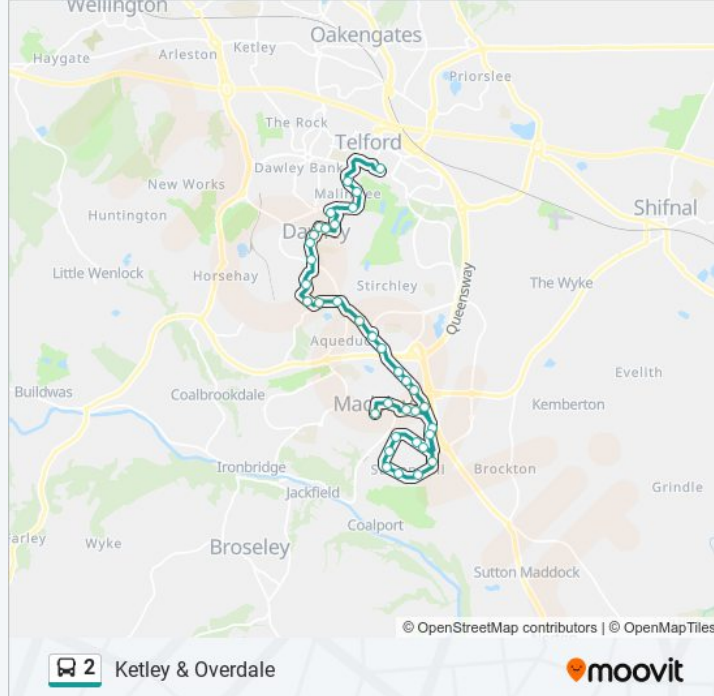 Wellington
Oakengates
Haygate
Arleston
Ketley
Priorslee
The Rock
Telford
Dawley Bank
New Works
Malinslee
Huntington
Shifnal
Little Wenlock
Horsehay
Stirchley
The Wyke
Queensway
Aqueduct
Evelith
Buildwas
Coalbrookdale
Kemberton
Ironbridge
Brockton
Jackfield
Grindle
Coalport
Farley
Wyke
Broseley
Sutton Maddock
© OpenStreetMap contributors | © OpenMapTiles
2 Ketley & Overdale
moovit